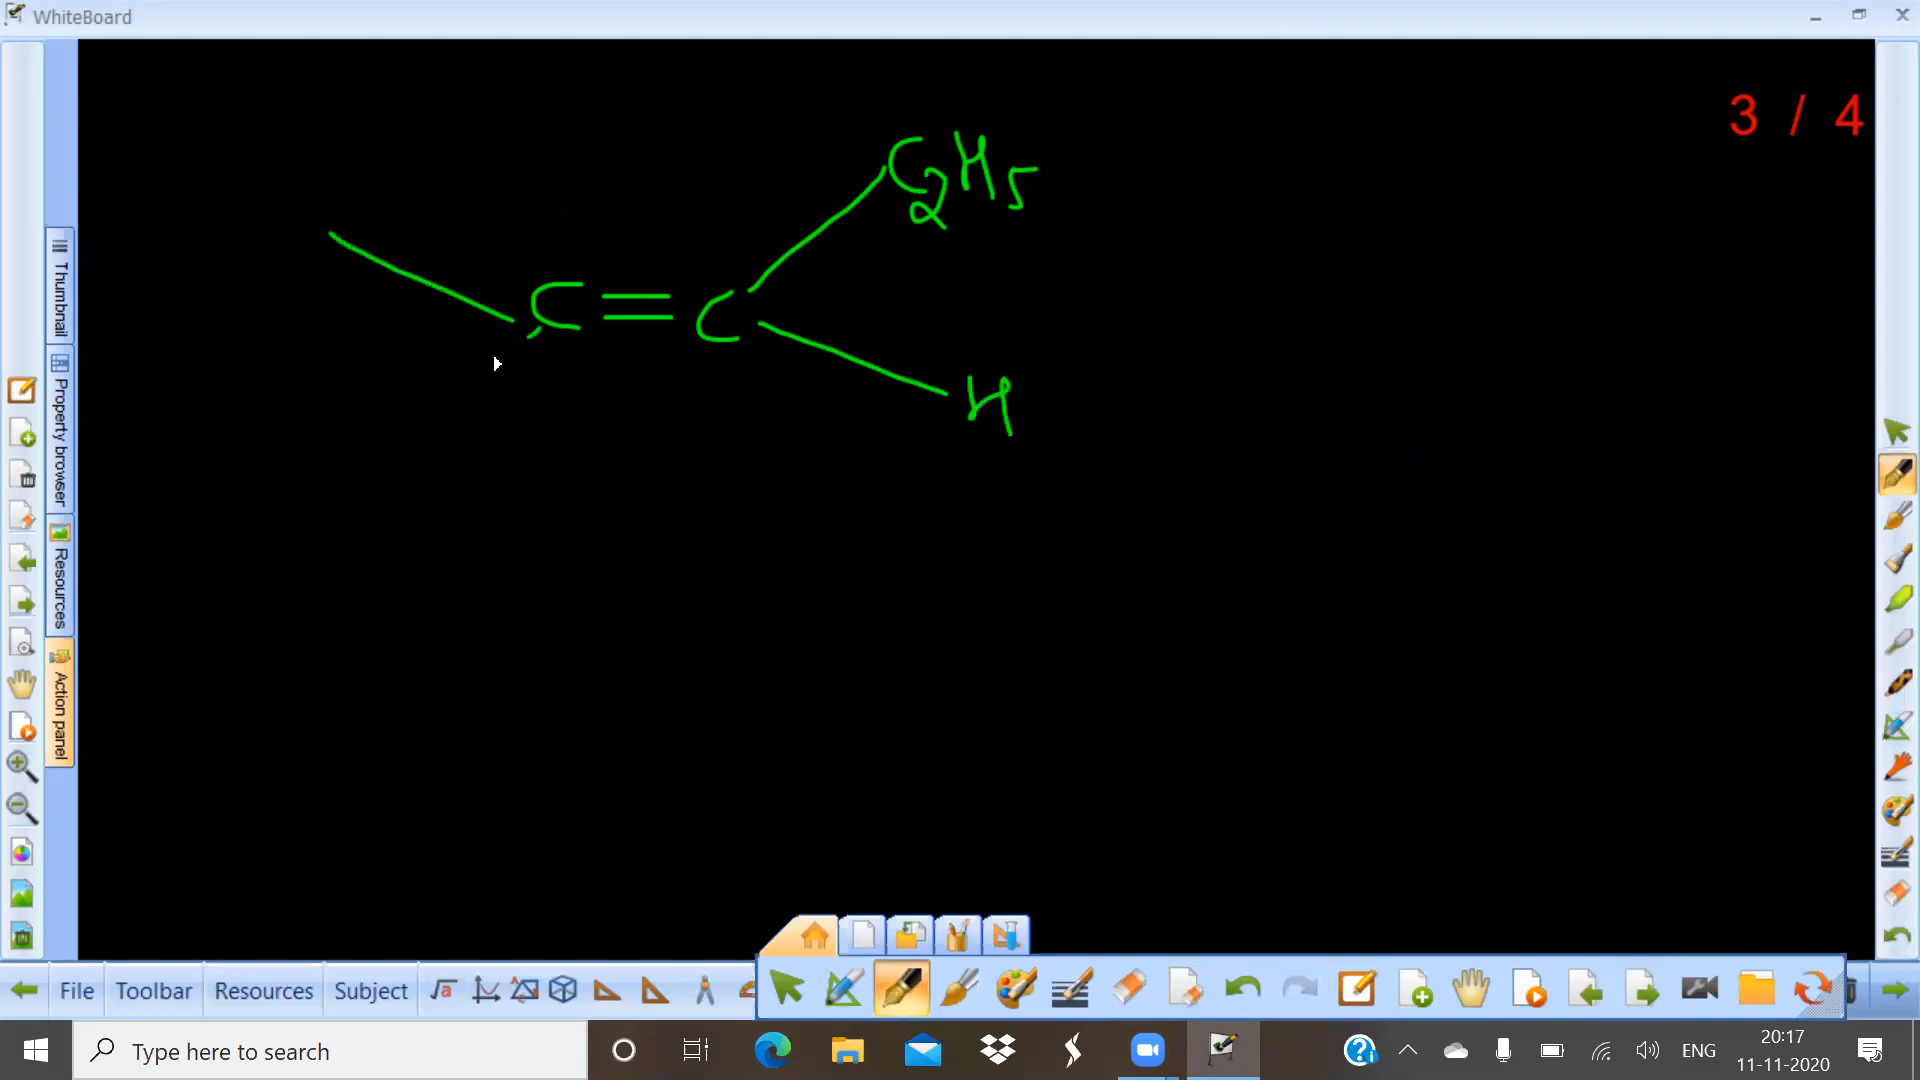 WhiteBoard
3 / 4
C2H5
C = C
H
Thumbnail
Property browser
Resources
Action panel
File
Toolbar
Resources
Subject
Type here to search
ENG
20:17
11-11-2020